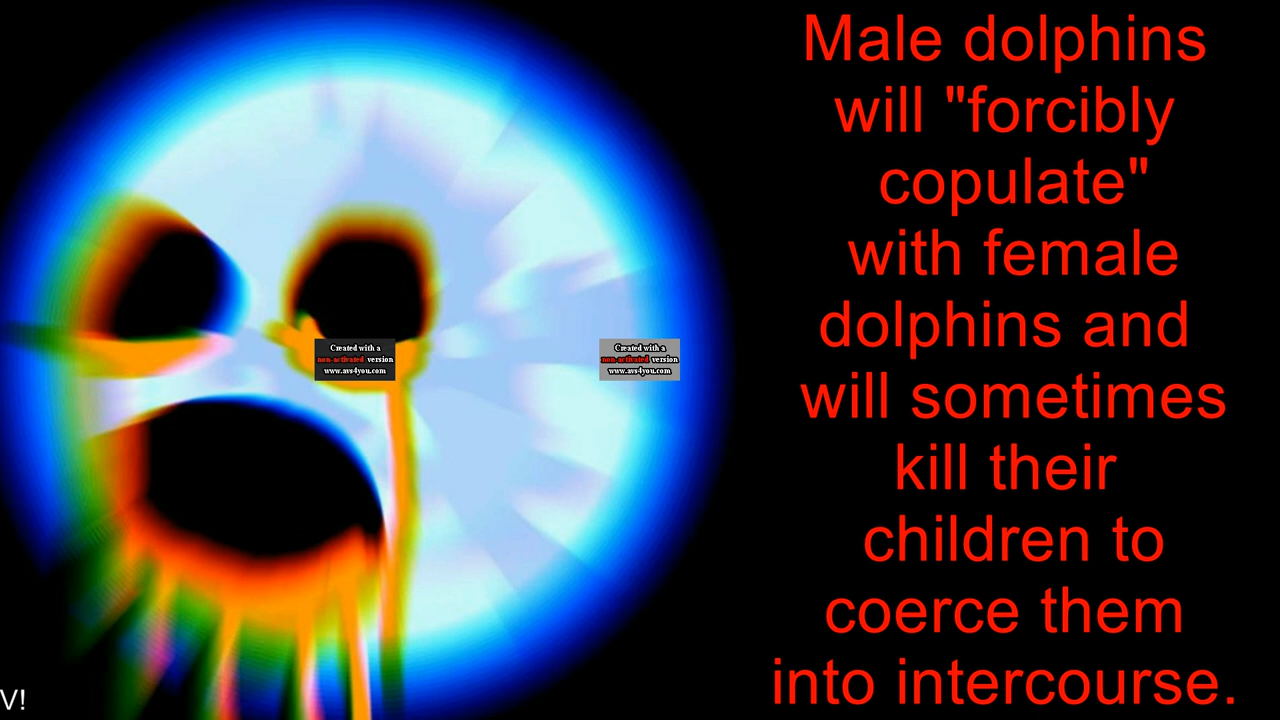 Male dolphins
will "forcibly
copulate"
with female
dolphins and
will sometimes
kill their
children to
coerce them
into intercourse.
Created with a
non-activated version
www.avs4you.com
Created with a
non-activated version
www.avs4you.com
V!